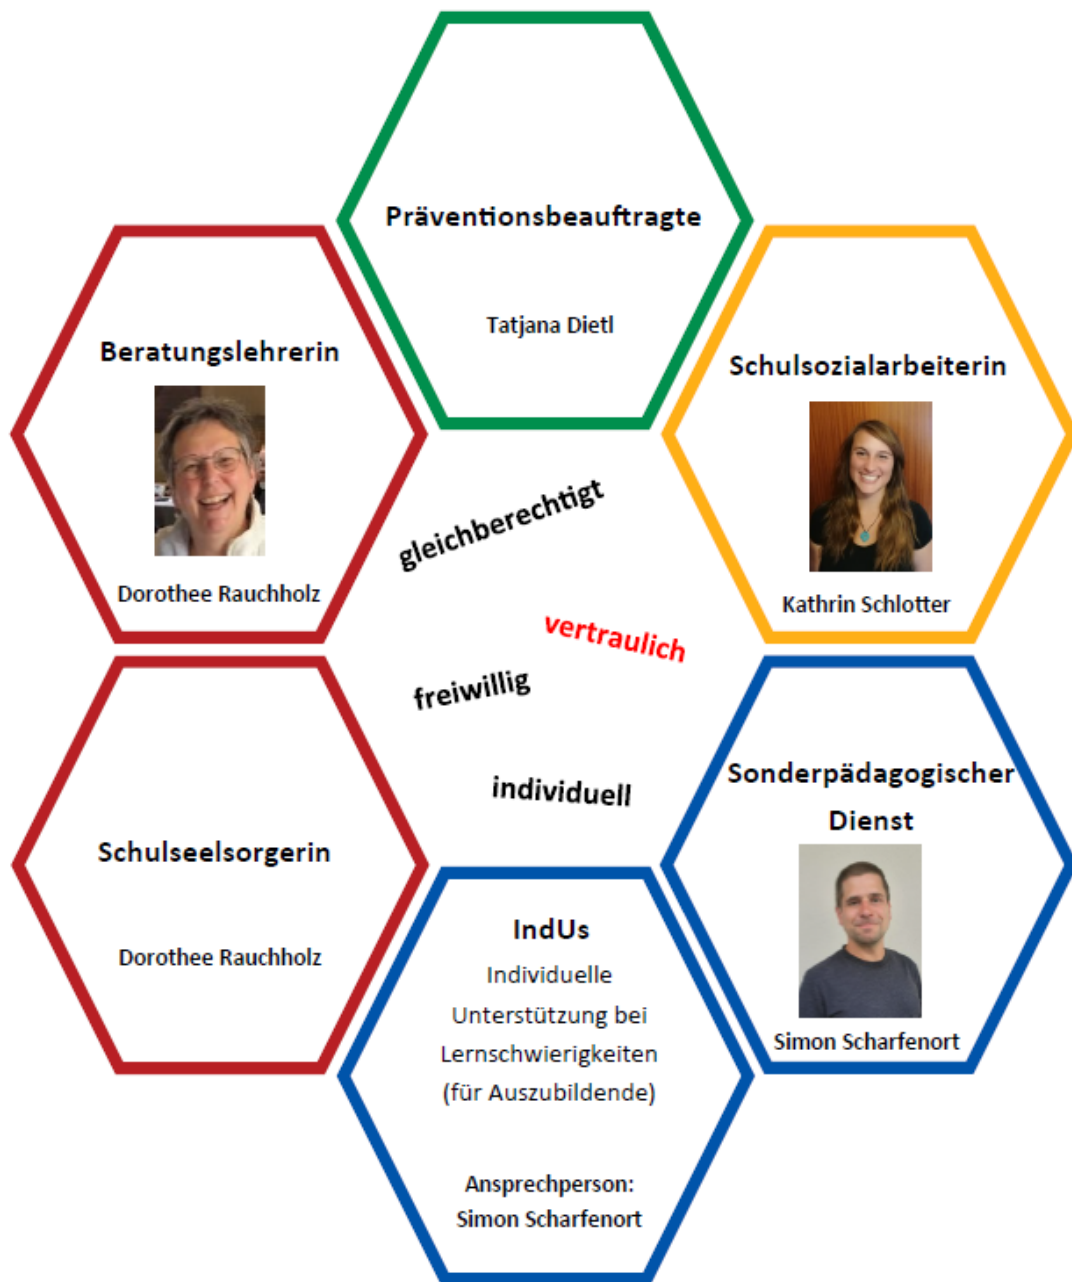 Präventionsbeauftragte
Tatjana Dietl
Beratungslehrerin
Dorothee Rauchholz
Schulsozialarbeiterin
Kathrin Schlotter
gleichberechtigt
vertraulich
freiwillig
individuell
Schulseelsorgerin
Dorothee Rauchholz
Sonderpädagogischer
Dienst
Simon Scharfenort
IndUs
Individuelle
Unterstützung bei
Lernschwierigkeiten
(für Auszubildende)
Ansprechperson:
Simon Scharfenort